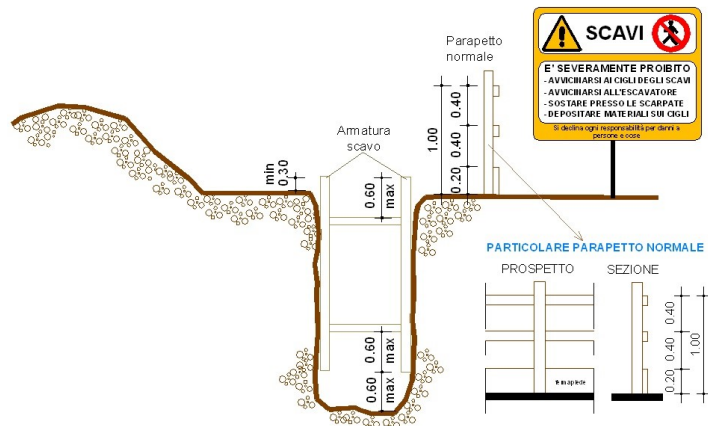 SCAVI
E' SEVERAMENTE PROIBITO
- AVVICINARSI AI CIGLI DEGLI SCAVI
- AVVICINARSI ALL'ESCAVATORE
- SOSTARE PRESSO LE SCARPATE
- DEPOSITARE MATERIALI SUI CIGLI
Si declina ogni responsabilità per danni a
persone e cose
Parapetto
normale
1.00
0.40
0.40
0.20
Armatura
scavo
min
0,30
0.60
max
0.60
max
0.60
max
PARTICOLARE PARAPETTO NORMALE
PROSPETTO
SEZIONE
fermapiede
0.40
0.40
0.20
1.00